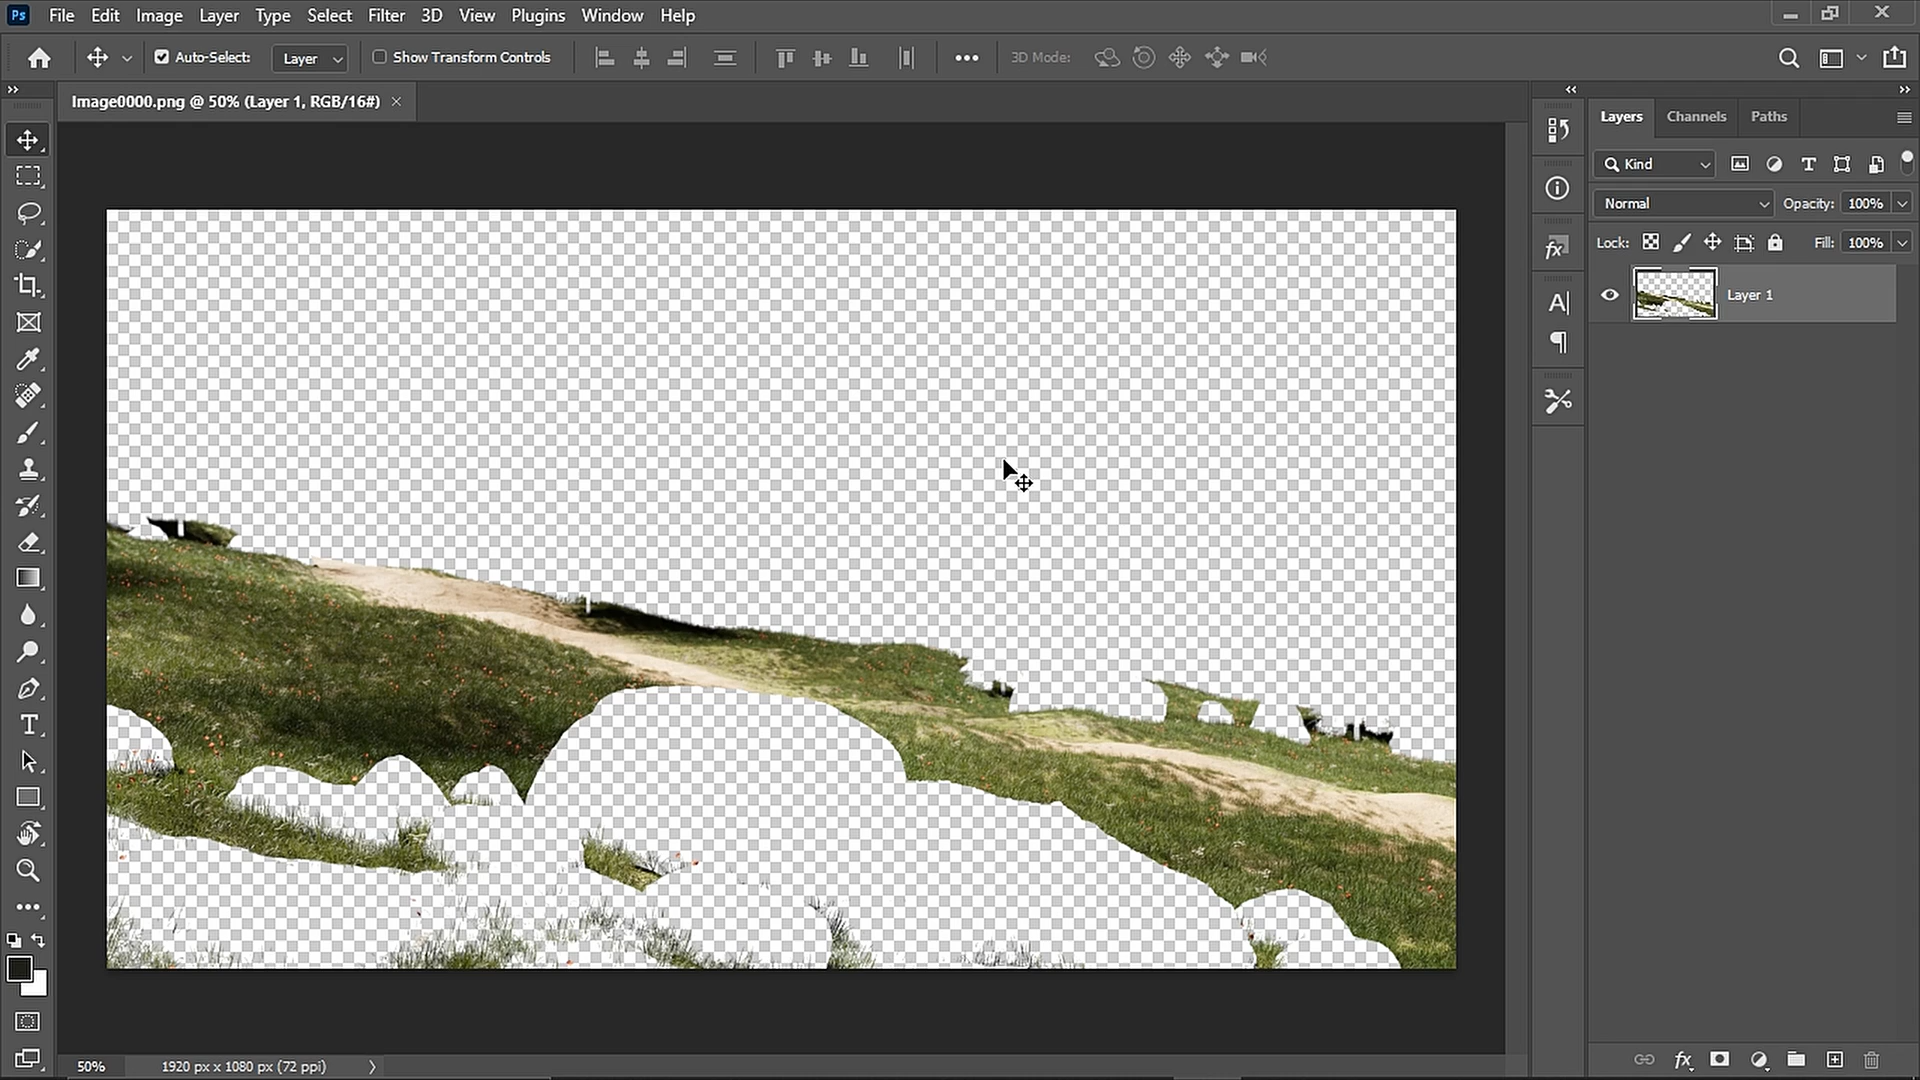 Ps File Edit Image Layer Type Select Filter 3D View Plugins Window Help
Auto-Select: Layer Show Transform Controls 3D Mode:
Image0000.png @ 50% (Layer 1, RGB/16#)
Layers Channels Paths
Kind
Normal Opacity: 100%
Lock: Fill: 100%
Layer 1
50% 1920 px x 1080 px (72 ppi)